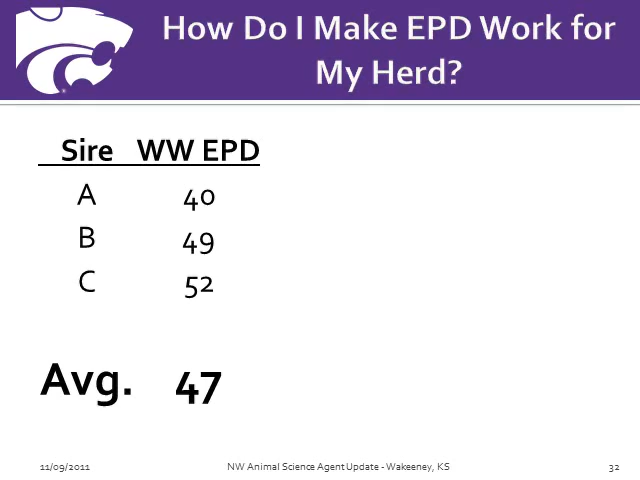 How Do I Make EPD Work for
My Herd?
Sire WW EPD
A 40
B 49
C 52
Avg. 47
11/09/2011 NW Animal Science Agent Update - Wakeeney, KS 32